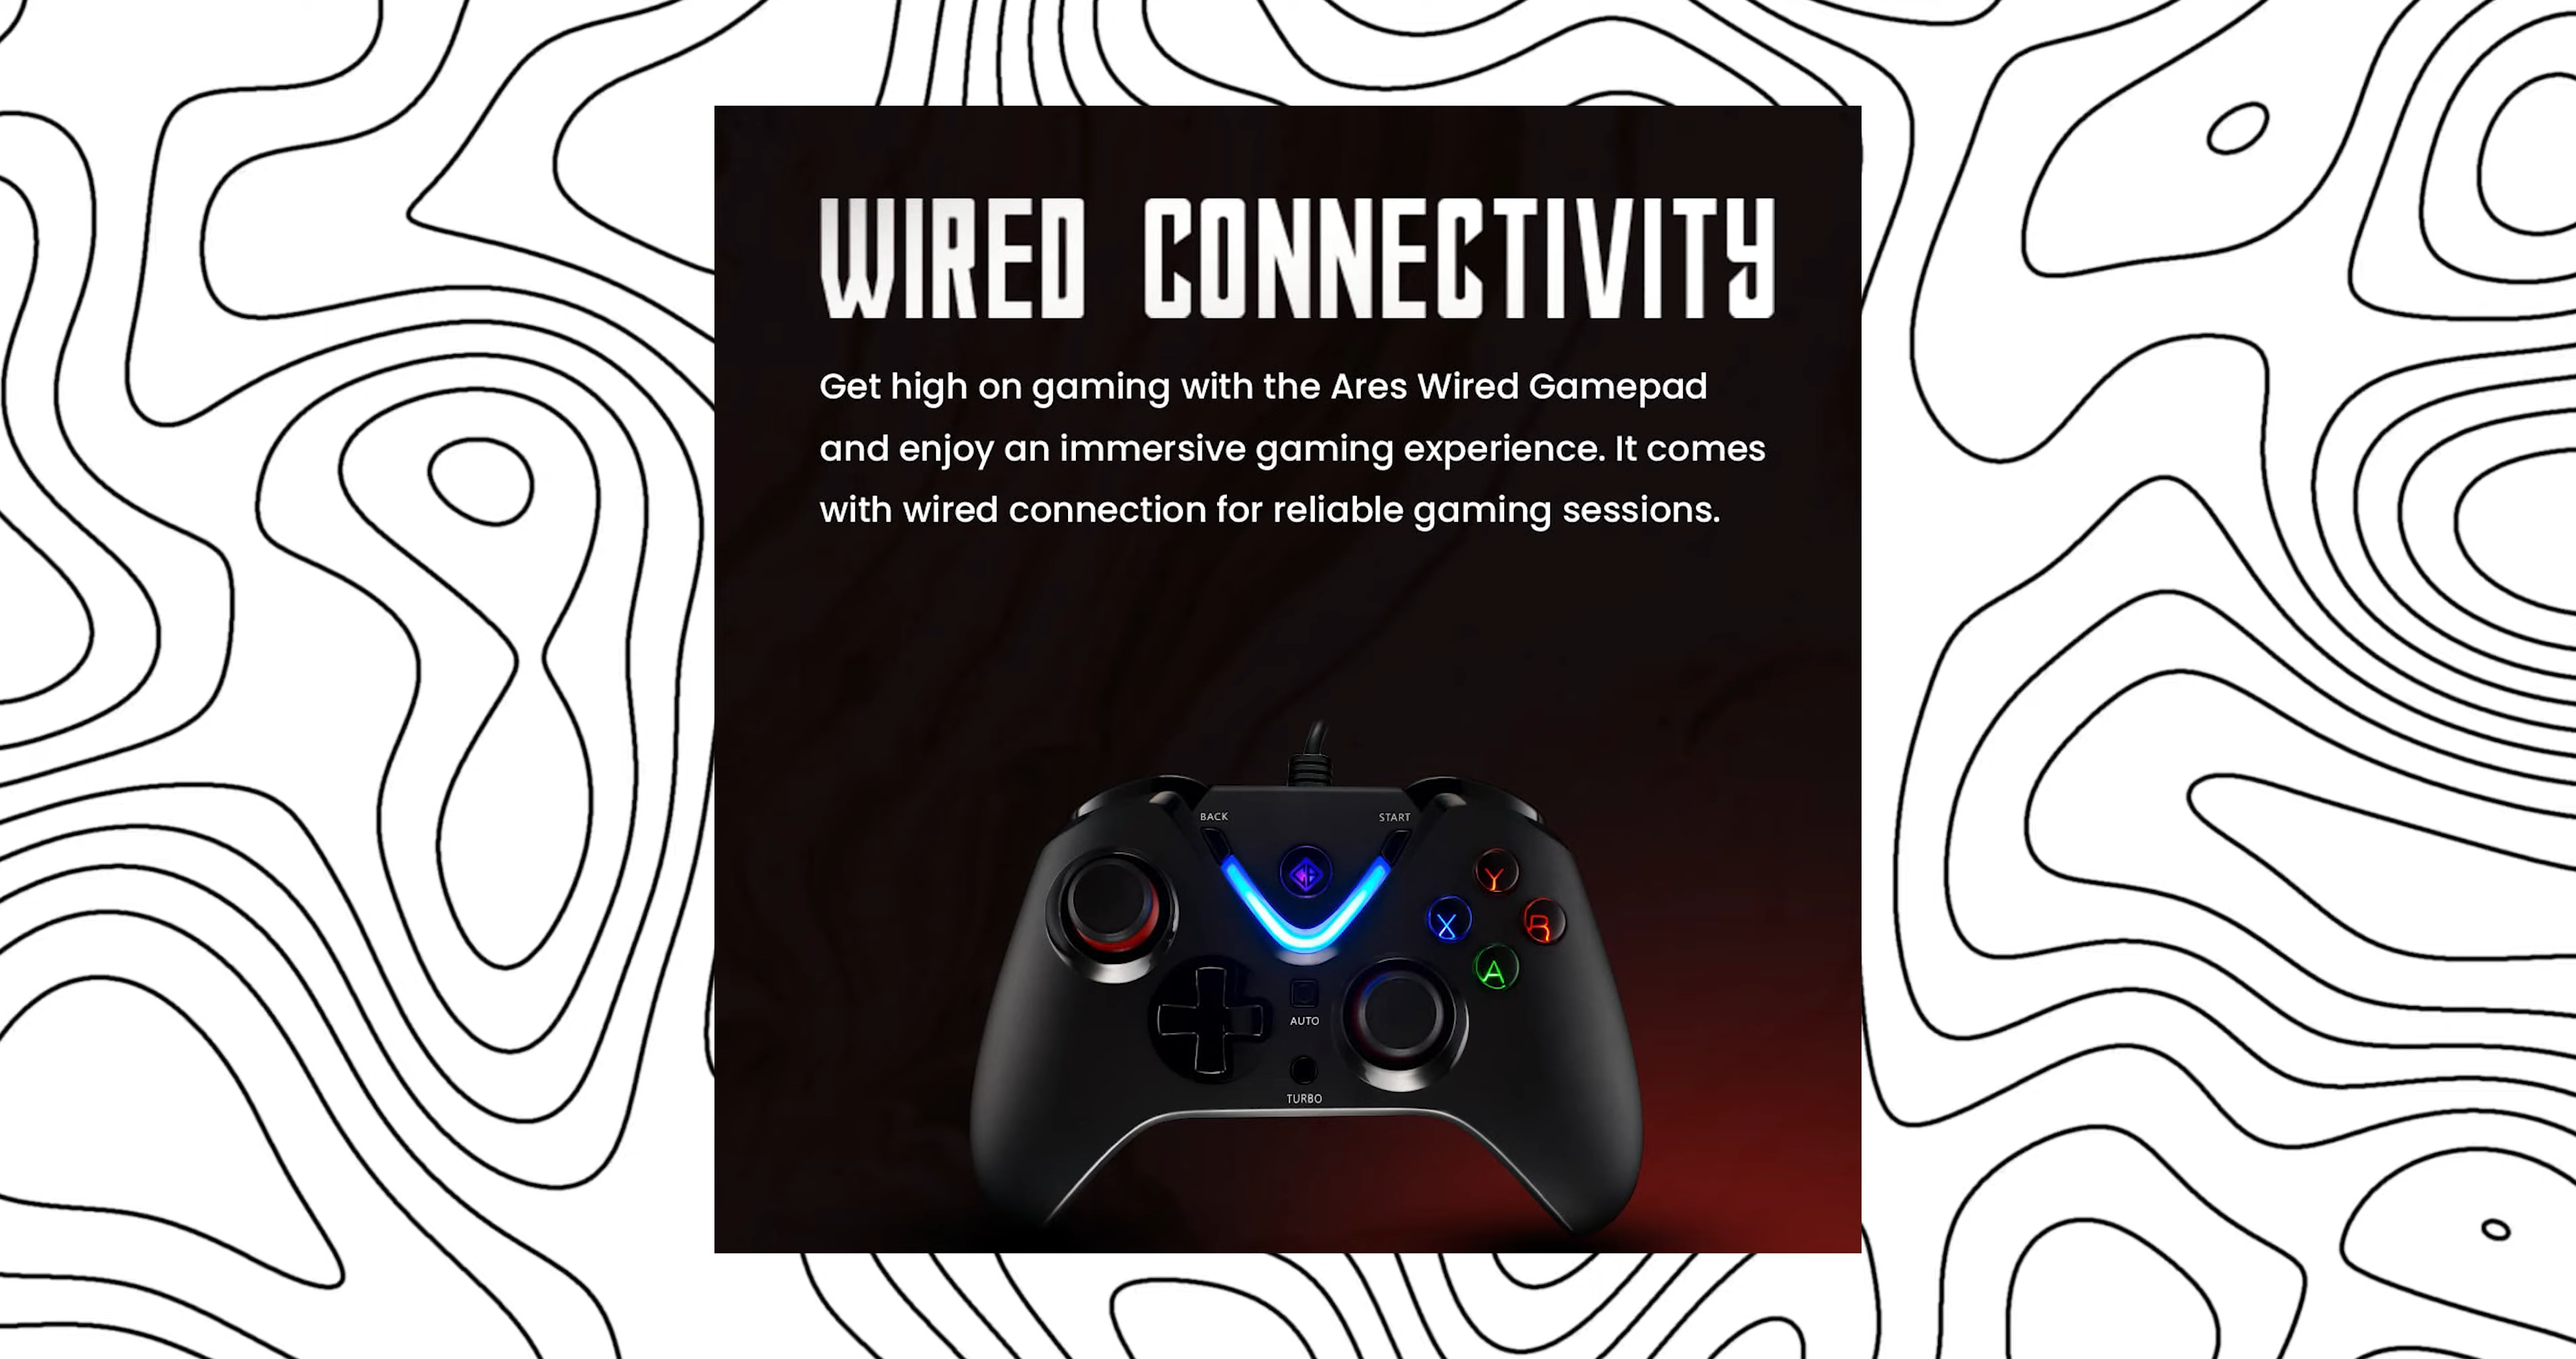 WIRED CONNECTIVITY
Get high on gaming with the Ares Wired Gamepad
and enjoy an immersive gaming experience. It comes
with wired connection for reliable gaming sessions.
BACK
START
Y
X
B
A
AUTO
TURBO